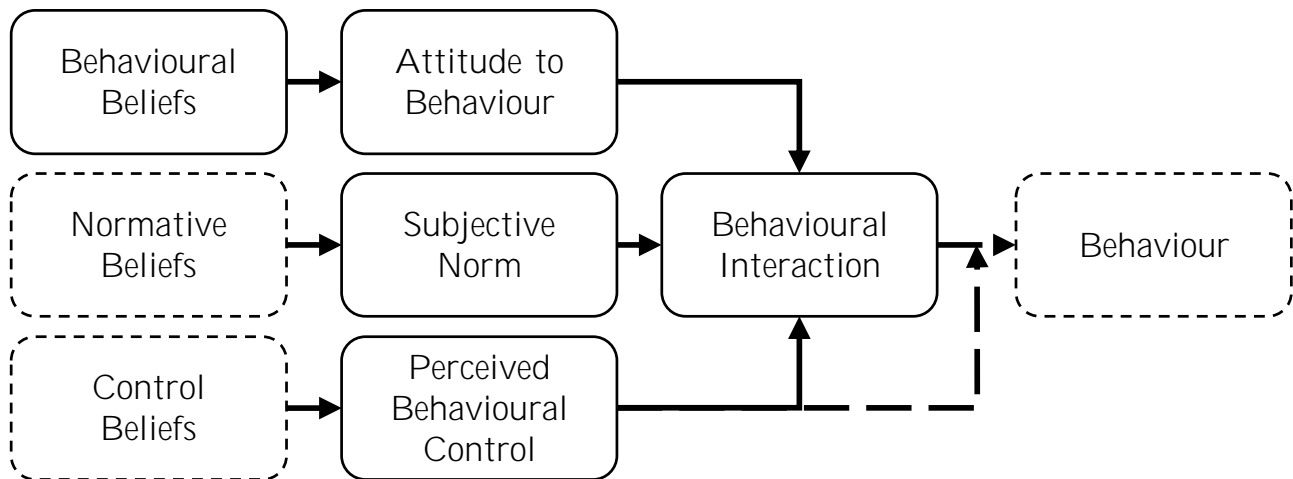 Behavioural
Beliefs
Attitude to
Behaviour
Normative
Beliefs
Subjective
Norm
Behavioural
Interaction
Behaviour
Control
Beliefs
Perceived
Behavioural
Control